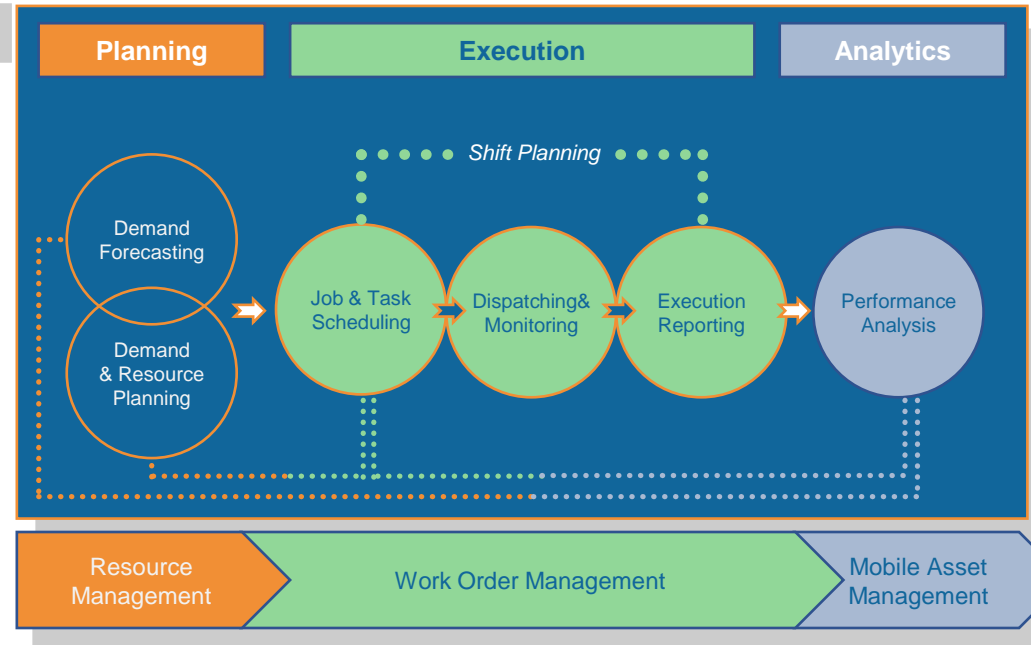 Planning
Execution
Analytics
Shift Planning
Demand
Forecasting
Demand
& Resource
Planning
Job & Task
Scheduling
Dispatching&
Monitoring
Execution
Reporting
Performance
Analysis
Resource
Management
Work Order Management
Mobile Asset
Management